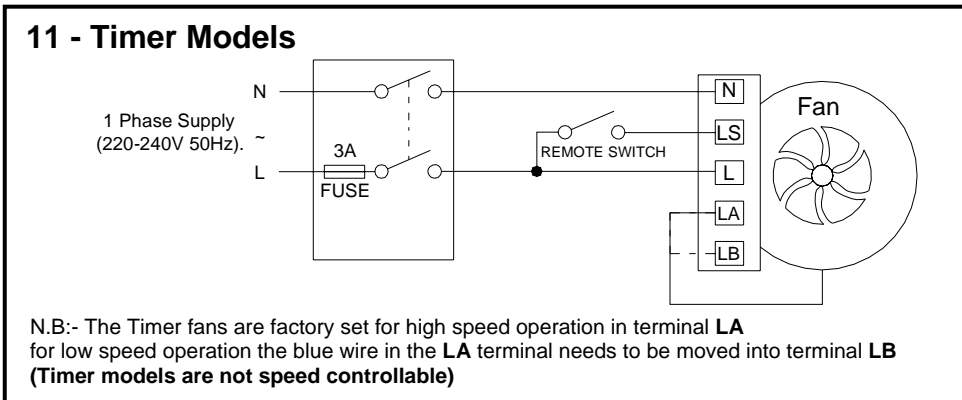 11 - Timer Models
N
1 Phase Supply
(220-240V 50Hz).
~
L
3A
FUSE
REMOTE SWITCH
N
LS
L
LA
LB
Fan
N.B:- The Timer fans are factory set for high speed operation in terminal LA
for low speed operation the blue wire in the LA terminal needs to be moved into terminal LB
(Timer models are not speed controllable)